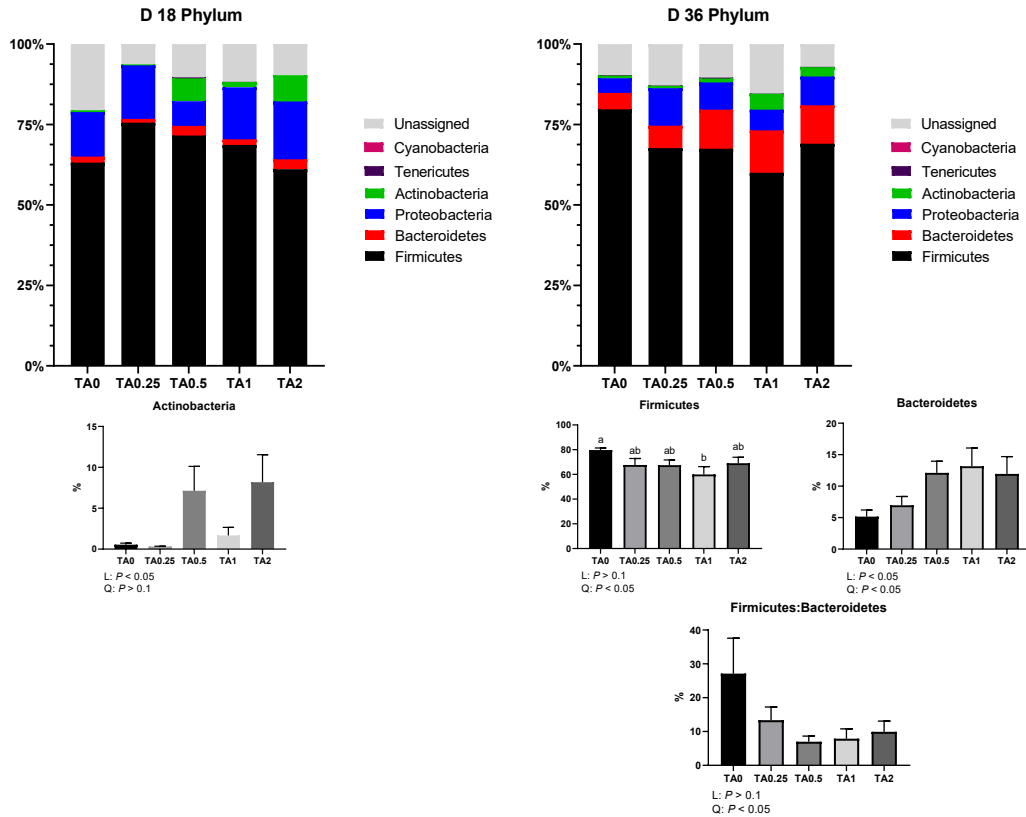 D 18 Phylum
100%
75%
50%
25%
0%
TA0 TA0.25 TA0.5 TA1 TA2
Unassigned
Cyanobacteria
Tenericutes
Actinobacteria
Proteobacteria
Bacteroidetes
Firmicutes
D 36 Phylum
100%
75%
50%
25%
0%
TA0 TA0.25 TA0.5 TA1 TA2
Unassigned
Cyanobacteria
Tenericutes
Actinobacteria
Proteobacteria
Bacteroidetes
Firmicutes
Actinobacteria
%
15
10
5
0
TA0 TA0.25 TA0.5 TA1 TA2
L: P < 0.05
Q: P > 0.1
Firmicutes
%
100
80
60
40
20
0
a ab ab b ab
TA0 TA0.25 TA0.5 TA1 TA2
L: P > 0.1
Q: P < 0.05
Bacteroidetes
%
20
15
10
5
0
TA0 TA0.25 TA0.5 TA1 TA2
L: P < 0.05
Q: P < 0.05
Firmicutes:Bacteroidetes
%
40
30
20
10
0
TA0 TA0.25 TA0.5 TA1 TA2
L: P > 0.1
Q: P < 0.05